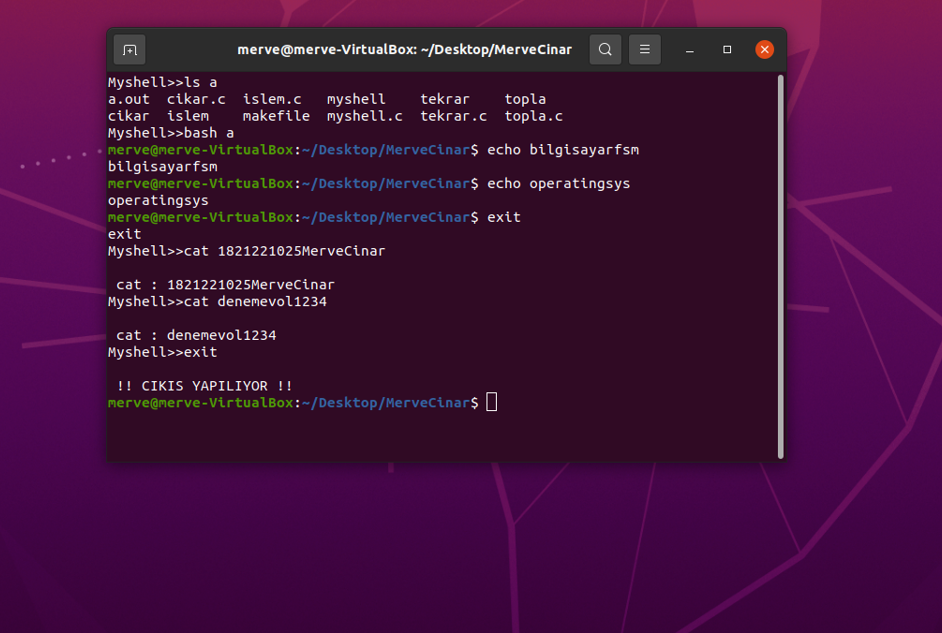 merve@merve-VirtualBox: ~/Desktop/MerveCinar
Myshell>>ls a
a.out  cikar.c  islem.c   myshell    tekrar    topla
cikar  islem    makefile  myshell.c  tekrar.c  topla.c
Myshell>>bash a
merve@merve-VirtualBox:~/Desktop/MerveCinar$ echo bilgisayarfsm
bilgisayarfsm
merve@merve-VirtualBox:~/Desktop/MerveCinar$ echo operatingsys
operatingsys
merve@merve-VirtualBox:~/Desktop/MerveCinar$ exit
exit
Myshell>>cat 1821221025MerveCinar
cat : 1821221025MerveCinar
Myshell>>cat denemevol1234
cat : denemevol1234
Myshell>>exit
!! CIKIS YAPILIYOR !!
merve@merve-VirtualBox:~/Desktop/MerveCinar$